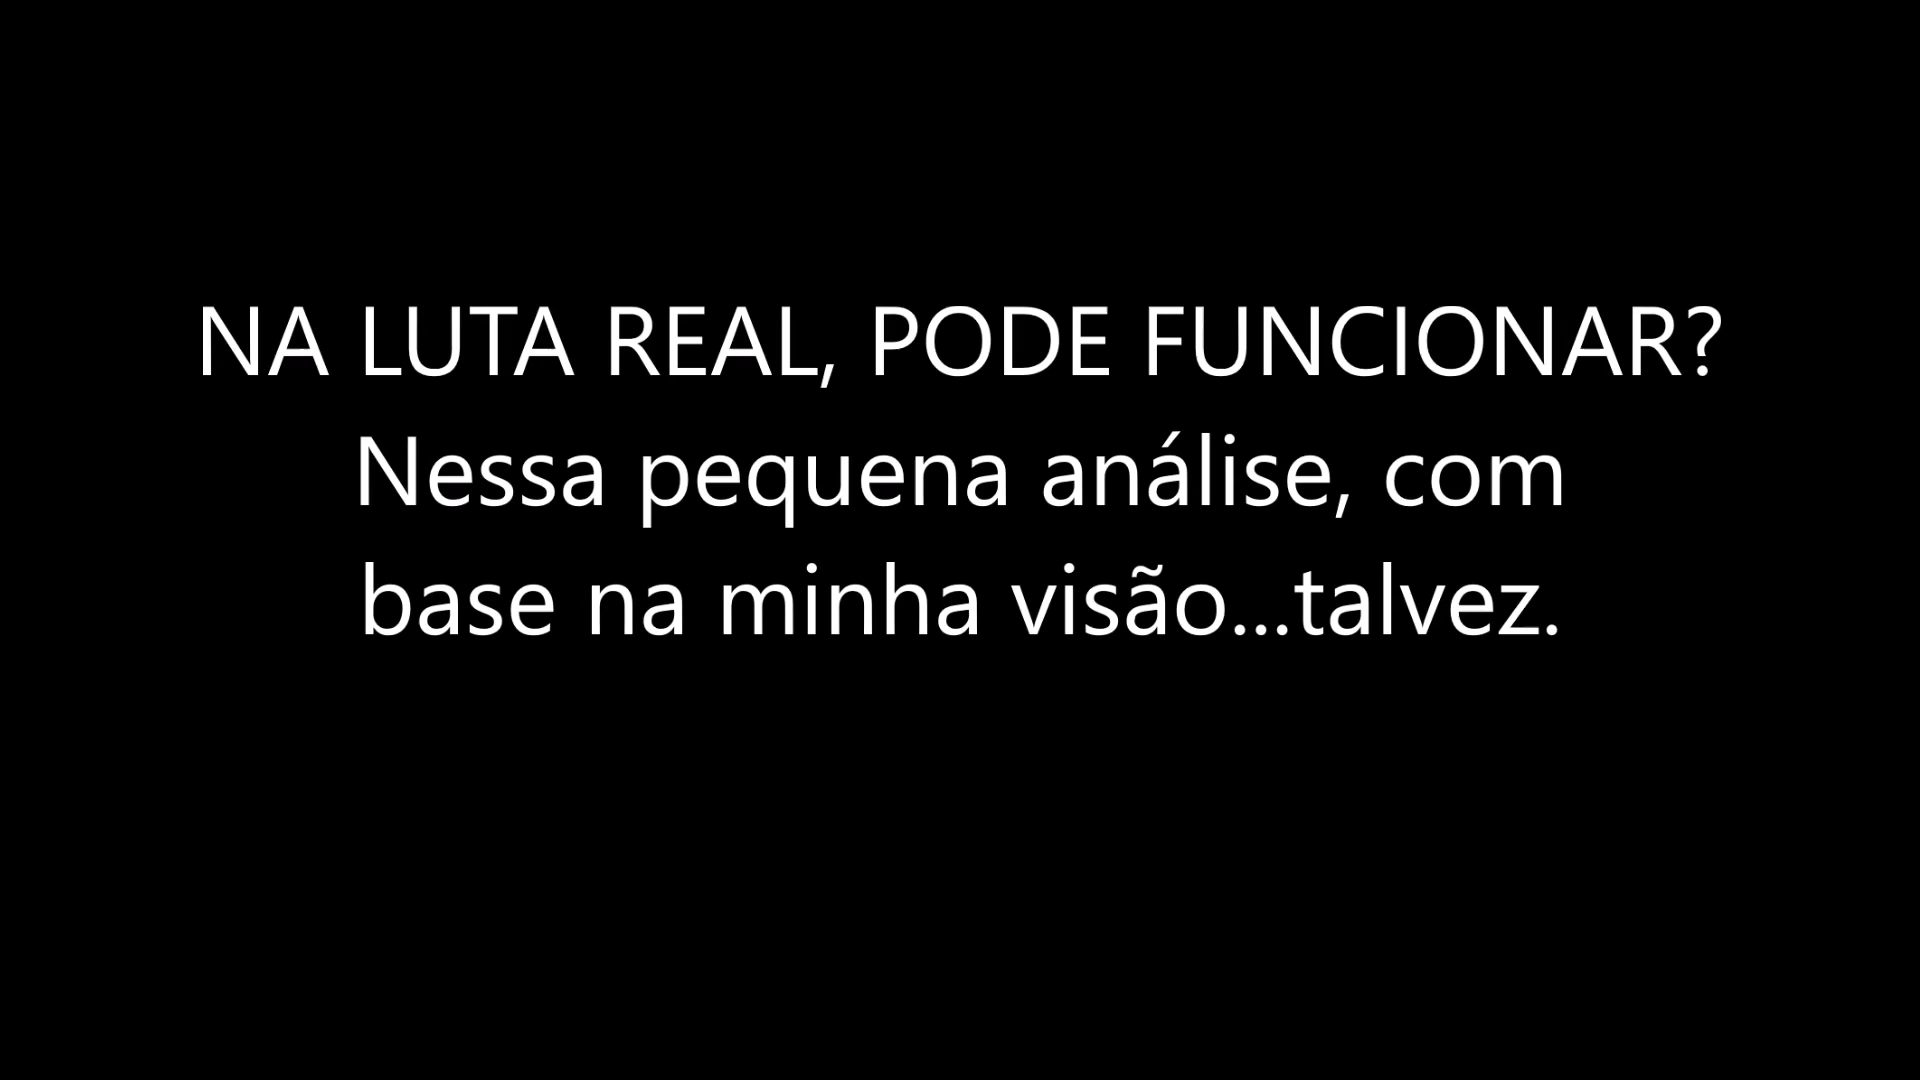 NA LUTA REAL, PODE FUNCIONAR?
Nessa pequena análise, com
base na minha visão...talvez.